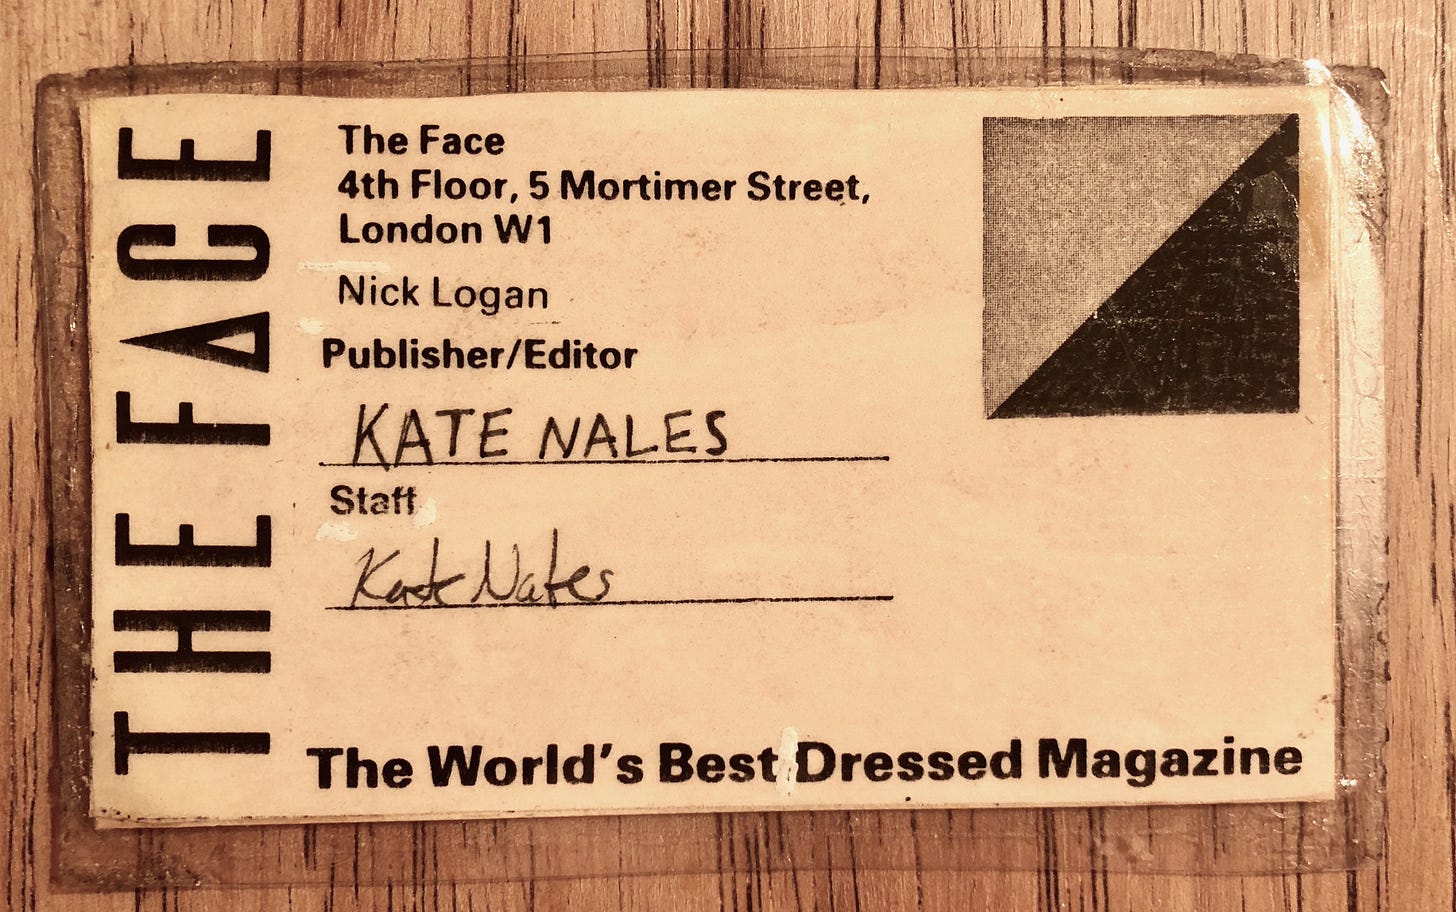 THE FACE
The Face
4th Floor, 5 Mortimer Street,
London W1
Nick Logan
Publisher/Editor
KATE NALES
Staff
Kate Nales
The World's Best Dressed Magazine